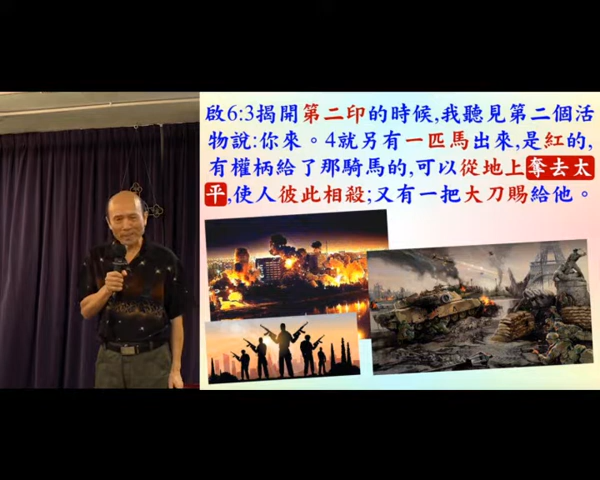 啟6:3揭開第二印的時候,我聽見第二個活
物說:你來。4就另有一匹馬出來,是紅的,
有權柄給了那騎馬的,可以從地上奪去太
平,使人彼此相殺;又有一把大刀賜給他。